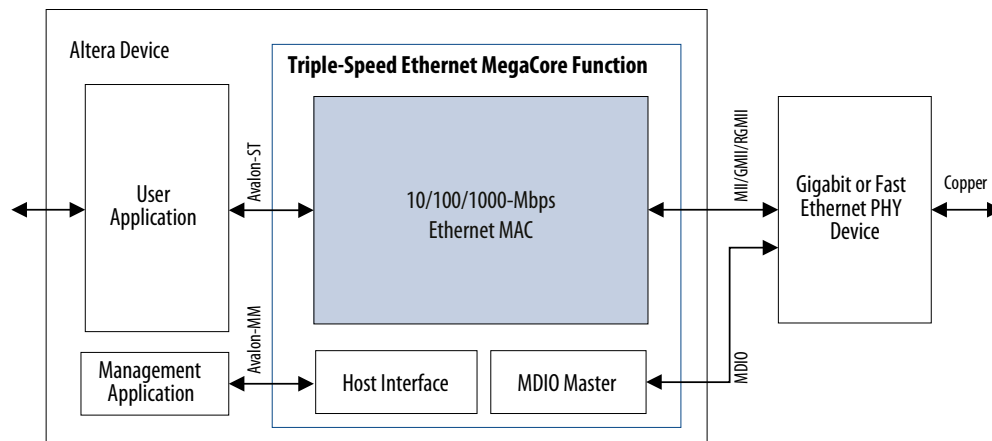 Altera Device
Triple-Speed Ethernet MegaCore Function
User
Application
Avalon-ST
10/100/1000-Mbps
Ethernet MAC
MII/GMII/RGMII
Gigabit or Fast
Ethernet PHY
Device
Copper
Management
Application
Avalon-MM
Host Interface
MDIO Master
MDIO